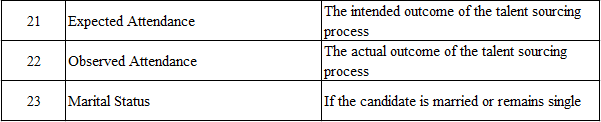 21 Expected Attendance The intended outcome of the talent sourcing
process
22 Observed Attendance The actual outcome of the talent sourcing
process
23 Marital Status If the candidate is married or remains single